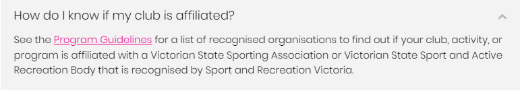 How do I know if my club is affiliated?
See the Program Guidelines for a list of recognised organisations to find out if your club, activity, or
program is affiliated with a Victorian State Sporting Association or Victorian State Sport and Active
Recreation Body that is recognised by Sport and Recreation Victoria.